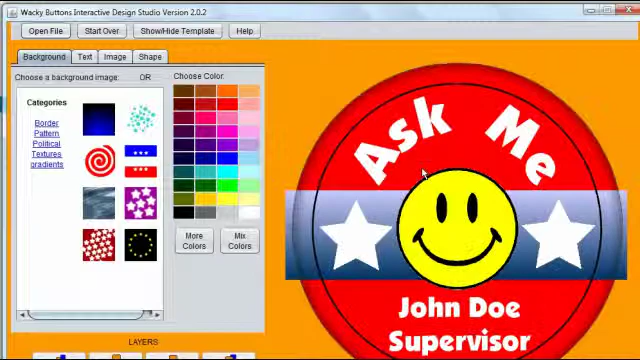 Wacky Buttons Interactive Design Studio Version 2.0.2
Open File Start Over Show/Hide Template Help
Background Text Image Shape
Choose a background image: OR Choose Color:
Categories
Border
Pattern
Political
Textures
gradients
More Colors
Mix Colors
LAYERS
Ask Me
John Doe
Supervisor